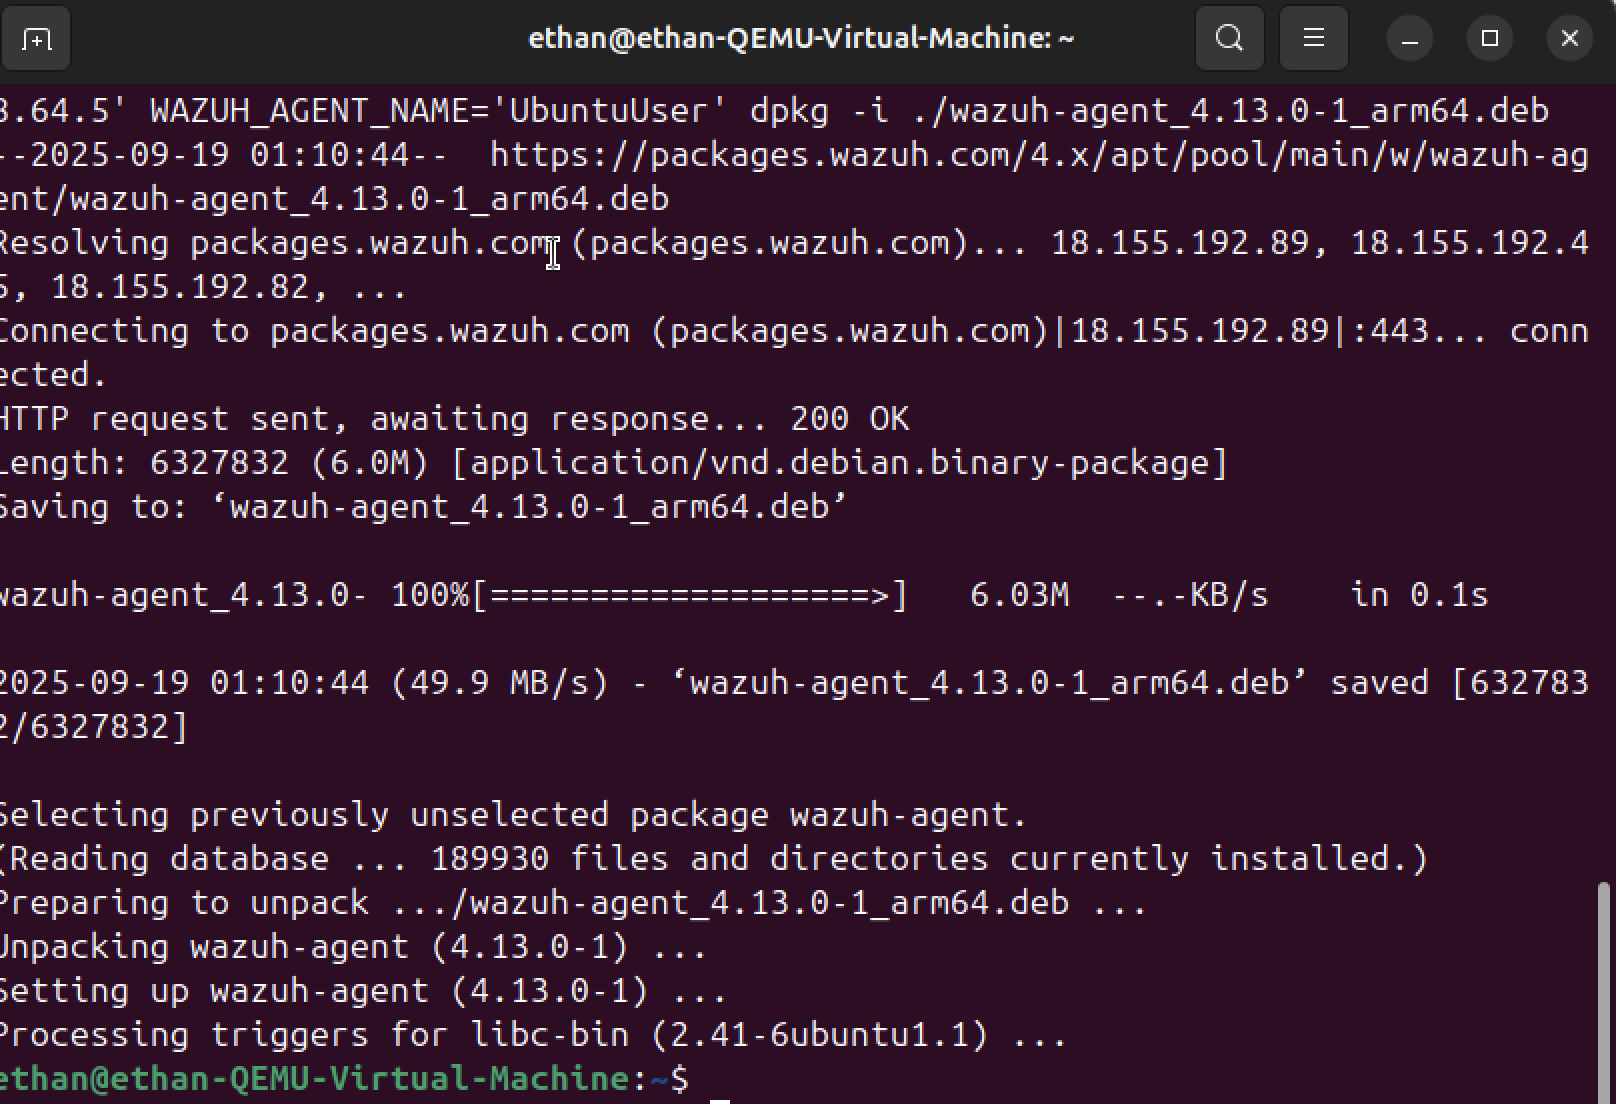 ethan@ethan-QEMU-Virtual-Machine: ~
3.64.5' WAZUH_AGENT_NAME='UbuntuUser' dpkg -i ./wazuh-agent_4.13.0-1_arm64.deb
--2025-09-19 01:10:44--  https://packages.wazuh.com/4.x/apt/pool/main/w/wazuh-ag
ent/wazuh-agent_4.13.0-1_arm64.deb
Resolving packages.wazuh.com (packages.wazuh.com)... 18.155.192.89, 18.155.192.4
5, 18.155.192.82, ...
Connecting to packages.wazuh.com (packages.wazuh.com)|18.155.192.89|:443... conn
ected.
HTTP request sent, awaiting response... 200 OK
Length: 6327832 (6.0M) [application/vnd.debian.binary-package]
Saving to: ‘wazuh-agent_4.13.0-1_arm64.deb’
wazuh-agent_4.13.0- 100%[===================>]   6.03M  --.-KB/s    in 0.1s
2025-09-19 01:10:44 (49.9 MB/s) - ‘wazuh-agent_4.13.0-1_arm64.deb’ saved [632783
2/6327832]
Selecting previously unselected package wazuh-agent.
(Reading database ... 189930 files and directories currently installed.)
Preparing to unpack .../wazuh-agent_4.13.0-1_arm64.deb ...
Unpacking wazuh-agent (4.13.0-1) ...
Setting up wazuh-agent (4.13.0-1) ...
Processing triggers for libc-bin (2.41-6ubuntu1.1) ...
ethan@ethan-QEMU-Virtual-Machine:~$